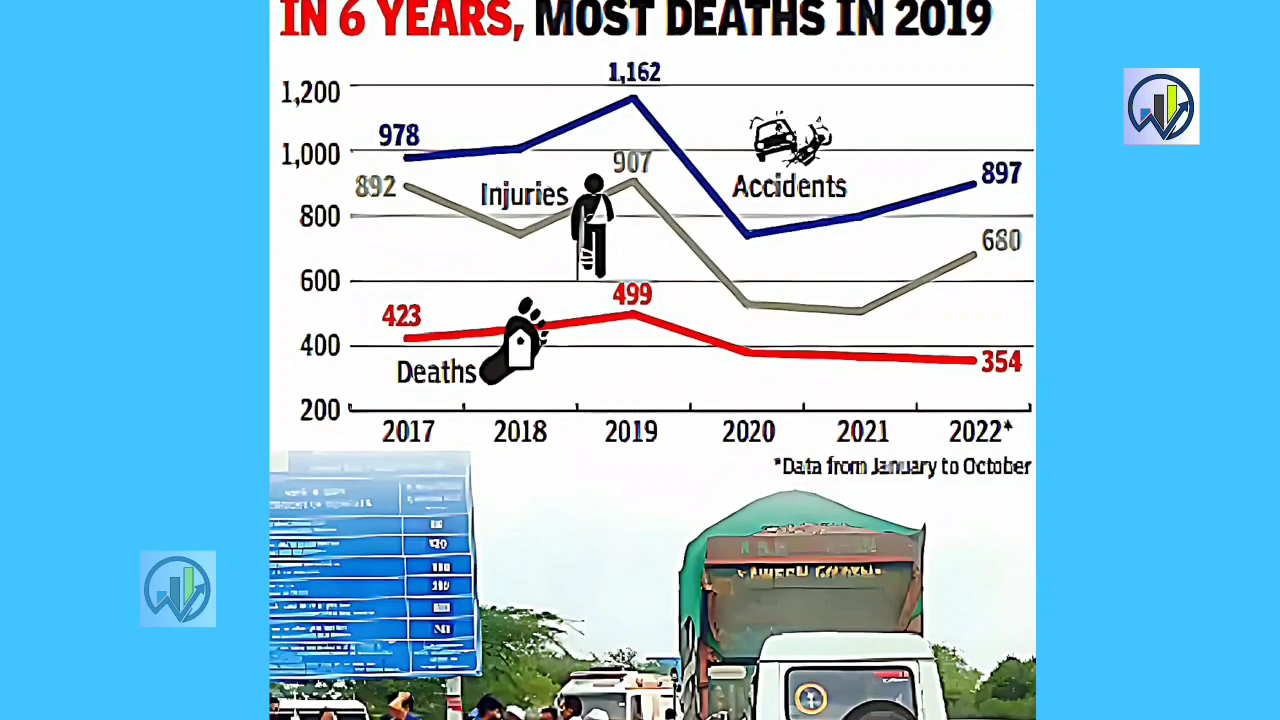 IN 6 YEARS, MOST DEATHS IN 2019
1,162
1,200
978
1,000
907
892
Injuries
Accidents
897
800
680
600
499
423
400
Deaths
354
200
2017 2018 2019 2020 2021 2022*
*Data from January to October